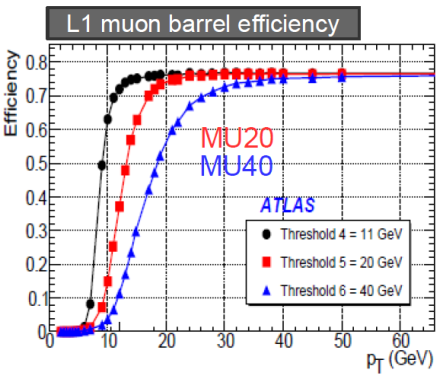 L1 muon barrel efficiency
Efficiency
0.8
0.7
0.6
0.5
0.4
0.3
0.2
0.1
0
MU20
MU40
ATLAS
Threshold 4 = 11 GeV
Threshold 5 = 20 GeV
Threshold 6 = 40 GeV
0 10 20 30 40 50 60
pT (GeV)